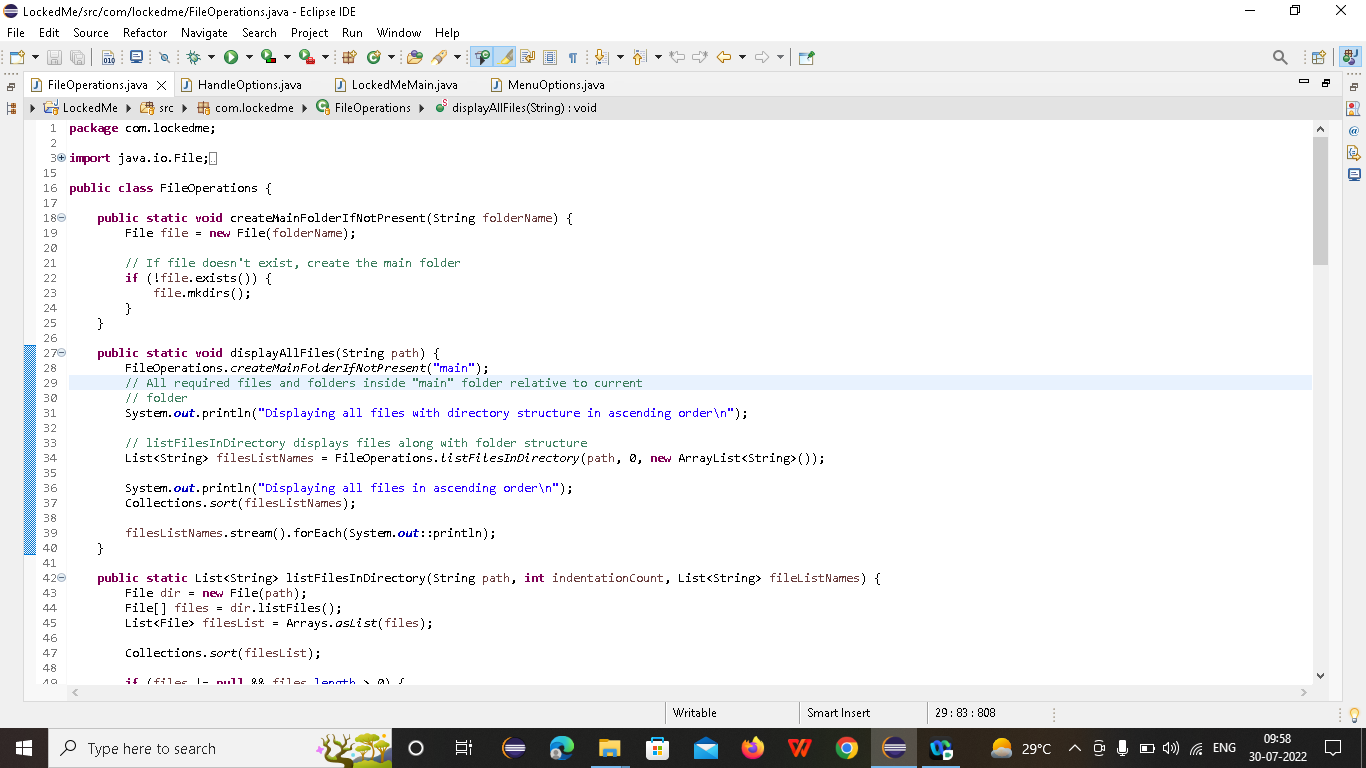 LockedMe/src/com/lockedme/FileOperations.java - Eclipse IDE
File Edit Source Refactor Navigate Search Project Run Window Help
FileOperations.java HandleOptions.java LockedMeMain.java MenuOptions.java
LockedMe src com.lockedme FileOperations displayAllFiles(String) : void
1 package com.lockedme;
2
3 import java.io.File;
15
16 public class FileOperations {
17
18 public static void createMainFolderIfNotPresent(String folderName) {
19 File file = new File(folderName);
20
21 // If file doesn't exist, create the main folder
22 if (!file.exists()) {
23 file.mkdirs();
24 }
25 }
26
27 public static void displayAllFiles(String path) {
28 FileOperations.createMainFolderIfNotPresent("main");
29 // All required files and folders inside "main" folder relative to current
30 // folder
31 System.out.println("Displaying all files with directory structure in ascending order\n");
32
33 // listFilesInDirectory displays files along with folder structure
34 List<String> filesListNames = FileOperations.listFilesInDirectory(path, 0, new ArrayList<String>());
35
36 System.out.println("Displaying all files in ascending order\n");
37 Collections.sort(filesListNames);
38
39 filesListNames.stream().forEach(System.out::println);
40 }
41
42 public static List<String> listFilesInDirectory(String path, int indentationCount, List<String> fileListNames) {
43 File dir = new File(path);
44 File[] files = dir.listFiles();
45 List<File> filesList = Arrays.asList(files);
46
47 Collections.sort(filesList);
48
49 if (files != null && files.length > 0) {
Writable Smart Insert 29 : 83 : 808
Type here to search 29°C ENG 09:58
30-07-2022